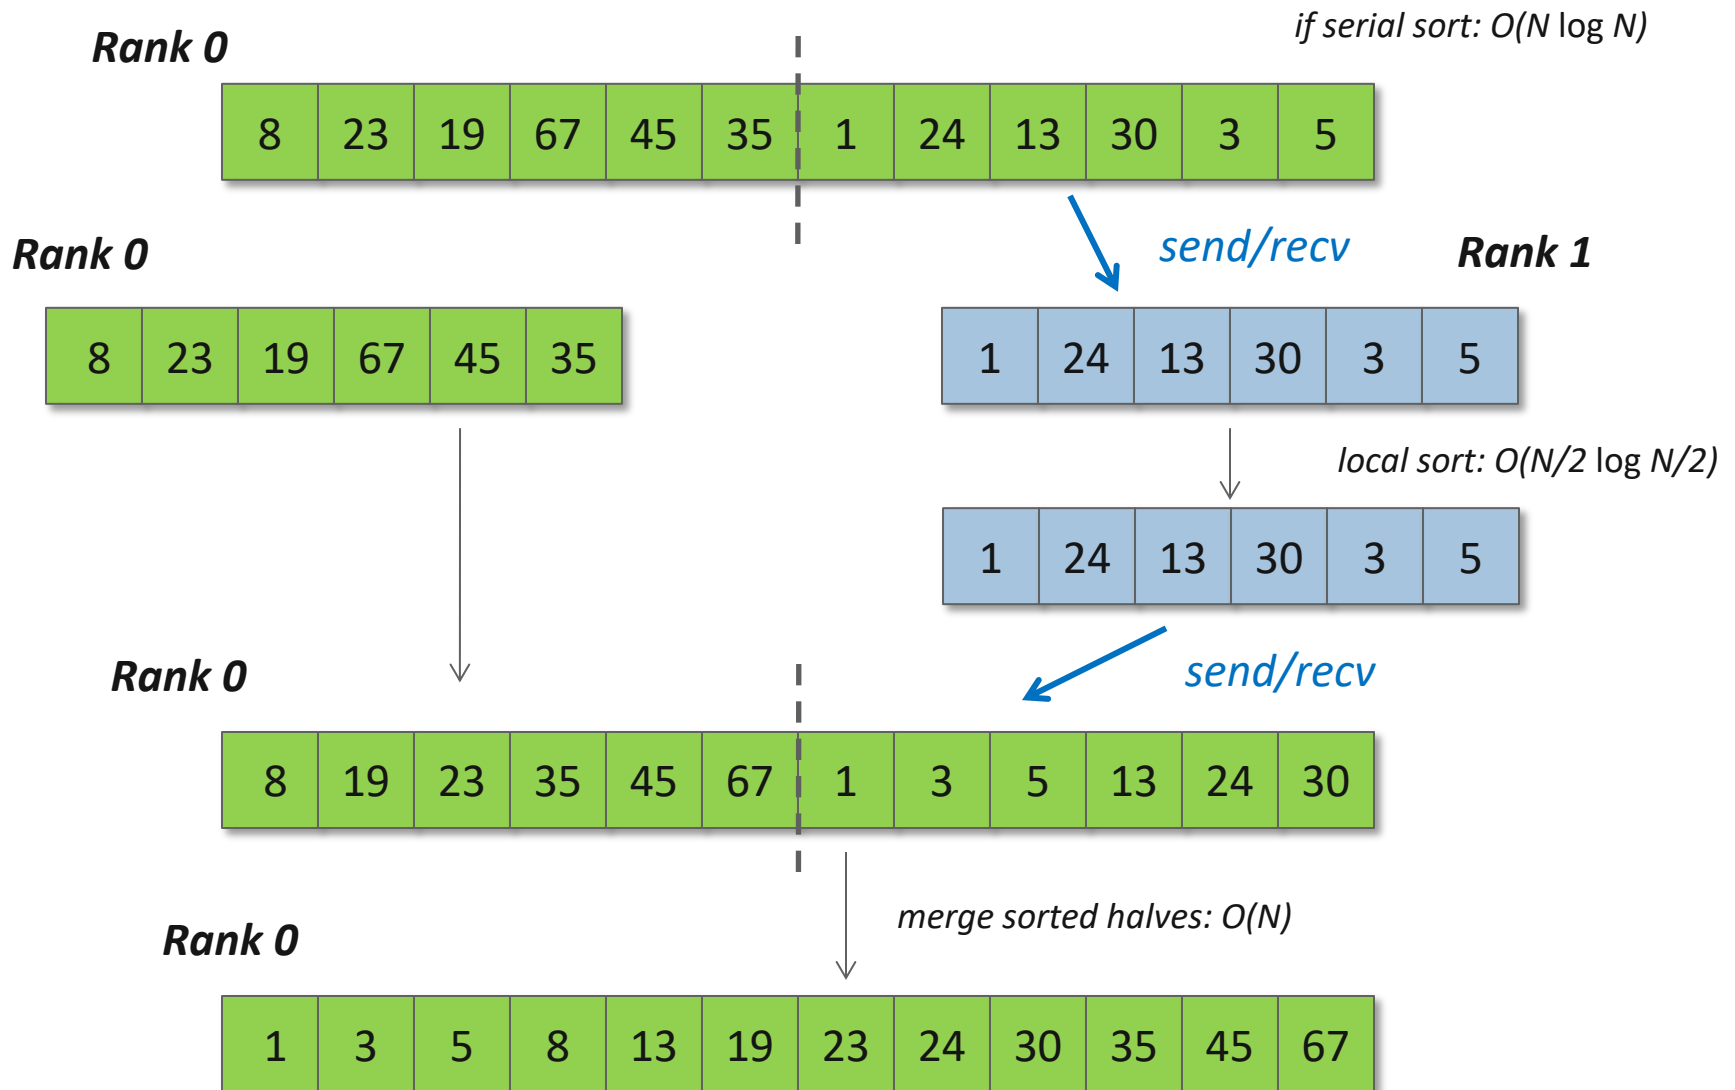 if serial sort: O(N log N)
Rank 0
8 23 19 67 45 35 1 24 13 30 3 5
send/recv
Rank 0
Rank 1
8 23 19 67 45 35
1 24 13 30 3 5
local sort: O(N/2 log N/2)
1 24 13 30 3 5
Rank 0
send/recv
8 19 23 35 45 67 1 3 5 13 24 30
merge sorted halves: O(N)
Rank 0
1 3 5 8 13 19 23 24 30 35 45 67